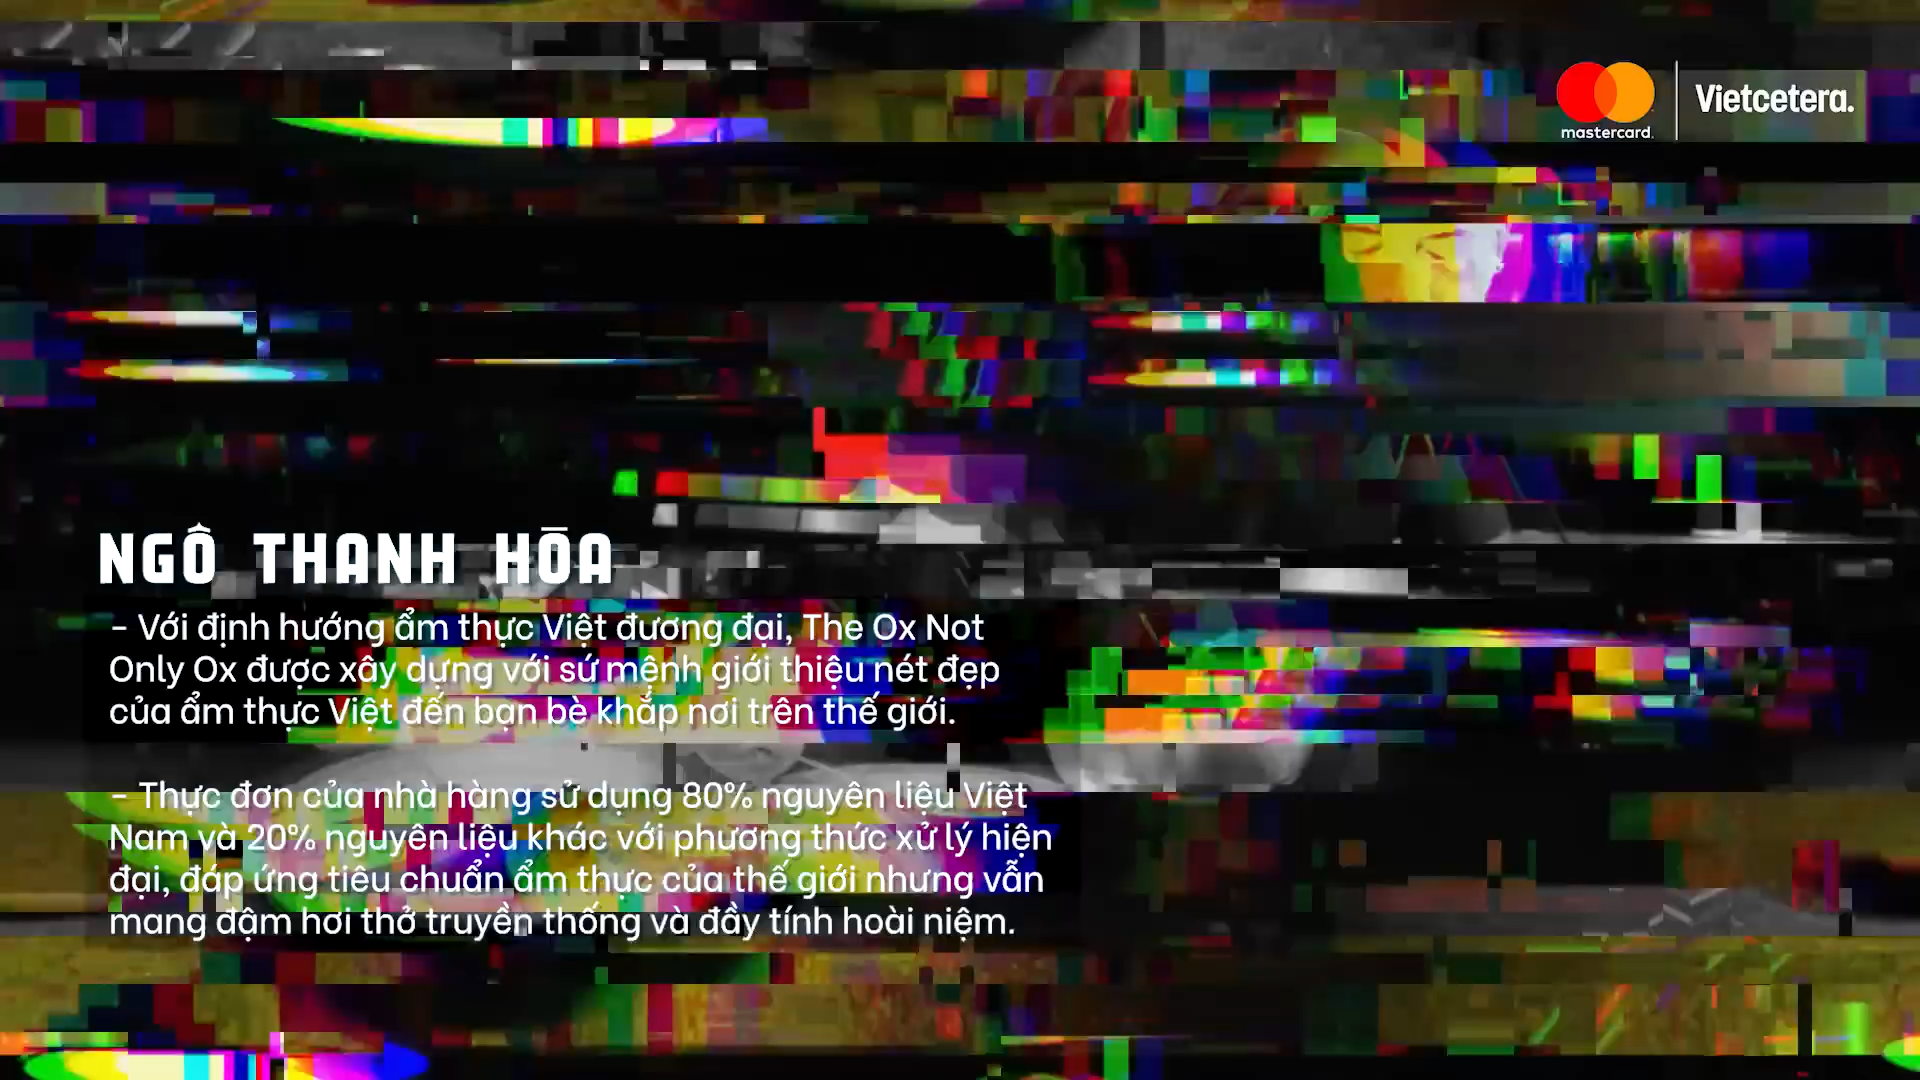 mastercard.
Vietcetera.
NGÔ THANH HŌA
- Với định hướng ẩm thực Việt đương đại, The Ox Not
Only Ox được xây dựng với sứ mệnh giới thiệu nét đẹp
của ẩm thực Việt đến bạn bè khắp nơi trên thế giới.
- Thực đơn của nhà hàng sử dụng 80% nguyên liệu Việt
Nam và 20% nguyên liệu khác với phương thức xử lý hiện
đại, đáp ứng tiêu chuẩn ẩm thực của thế giới nhưng vẫn
mang đậm hơi thở truyền thống và đầy tính hoài niệm.